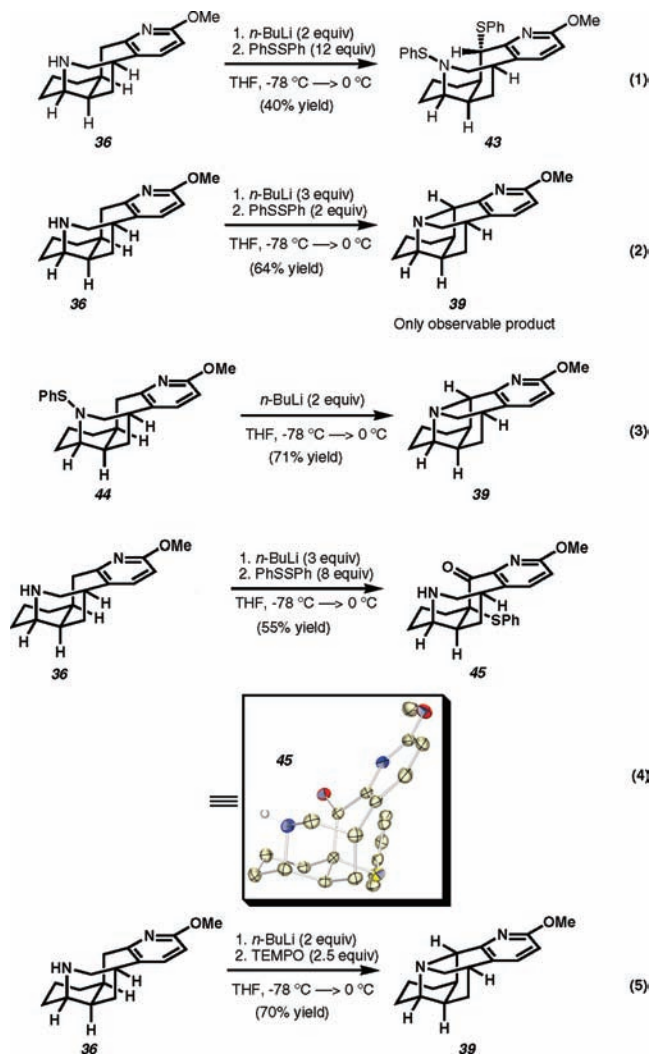 OMe
N
HN
H
H
H
36
1. n-BuLi (2 equiv)
2. PhSSPh (12 equiv)
THF, -78 °C —> 0 °C
(40% yield)
SPh
H
N
OMe
PhS
N
H
H
H
43
(1)
OMe
N
HN
H
H
H
36
1. n-BuLi (3 equiv)
2. PhSSPh (2 equiv)
THF, -78 °C —> 0 °C
(64% yield)
OMe
H
N
N
H
H
H
39
Only observable product
(2)
OMe
N
PhS
N
H
H
H
44
n-BuLi (2 equiv)
THF, -78 °C —> 0 °C
(71% yield)
OMe
H
N
N
H
H
H
39
(3)
OMe
N
HN
H
H
H
36
1. n-BuLi (3 equiv)
2. PhSSPh (8 equiv)
THF, -78 °C —> 0 °C
(55% yield)
OMe
O
N
HN
H
SPh
H
H
45
45
(4)
OMe
N
HN
H
H
H
36
1. n-BuLi (2 equiv)
2. TEMPO (2.5 equiv)
THF, -78 °C —> 0 °C
(70% yield)
OMe
H
N
N
H
H
H
39
(5)